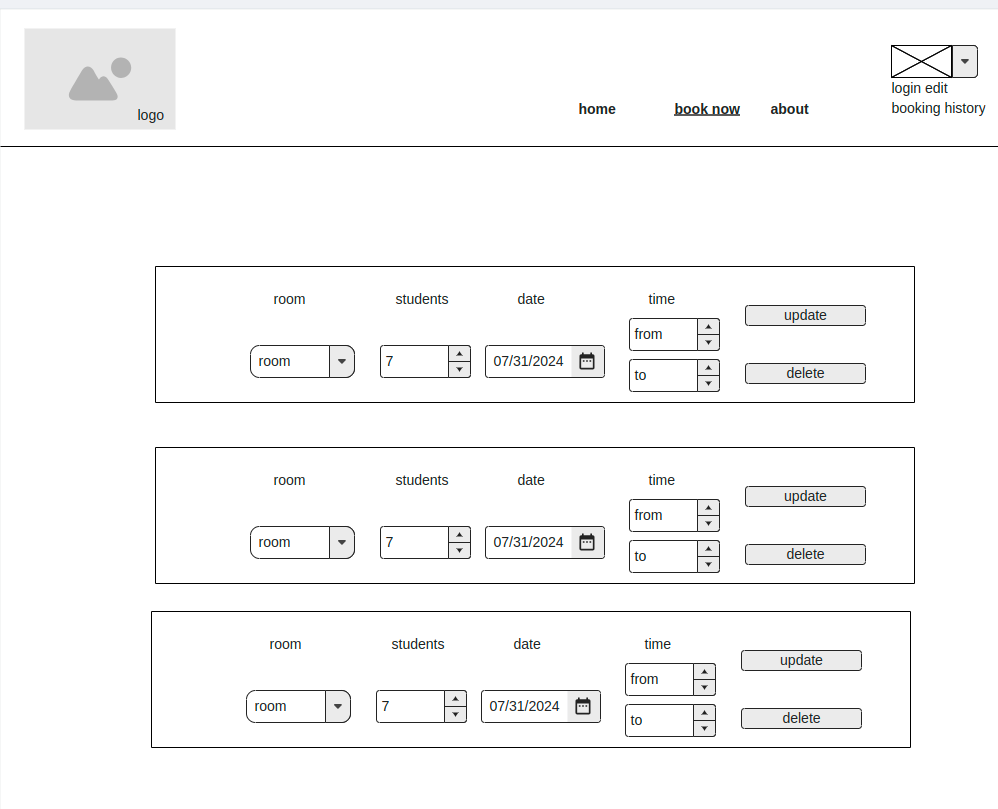 logo
home book now about
login edit
booking history
room students date time
update
from
room 7 07/31/2024
to
delete
room students date time
update
from
room 7 07/31/2024
to
delete
room students date time
update
from
room 7 07/31/2024
to
delete